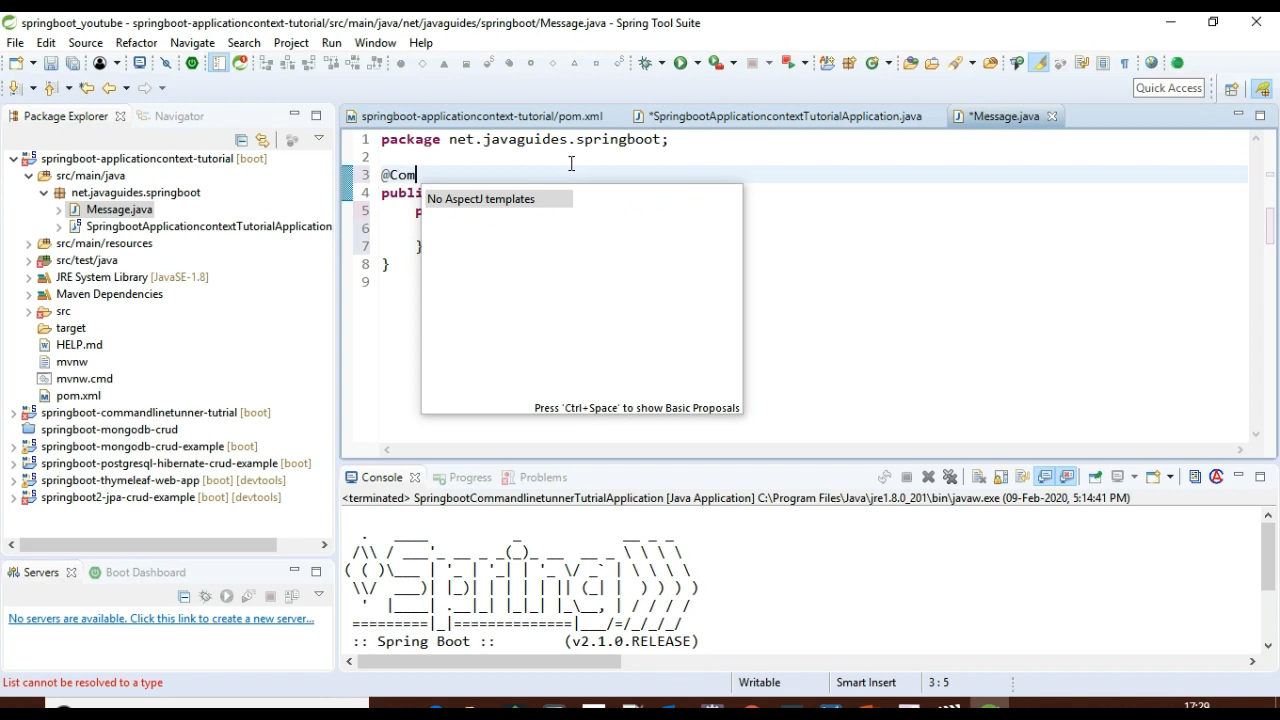 springboot_youtube - springboot-applicationcontext-tutorial/src/main/java/net/javaguides/springboot/Message.java - Spring Tool Suite
File Edit Source Refactor Navigate Search Project Run Window Help
Quick Access
Package Explorer Navigator
springboot-applicationcontext-tutorial [boot]
src/main/java
net.javaguides.springboot
Message.java
SpringbootApplicationcontextTutorialApplication
src/main/resources
src/test/java
JRE System Library [JavaSE-1.8]
Maven Dependencies
src
target
HELP.md
mvnw
mvnw.cmd
pom.xml
springboot-commandlinetunner-tutrial [boot]
springboot-mongodb-crud
springboot-mongodb-crud-example [boot]
springboot-postgresql-hibernate-crud-example [boot]
springboot-thymeleaf-web-app [boot] [devtools]
springboot2-jpa-crud-example [boot] [devtools]
Servers Boot Dashboard
No servers are available. Click this link to create a new server...
springboot-applicationcontext-tutorial/pom.xml *SpringbootApplicationcontextTutorialApplication.java *Message.java
1 package net.javaguides.springboot;
2
3 @Com
4 publi
5 p
6
7 }
8 }
9
No AspectJ templates
Press 'Ctrl+Space' to show Basic Proposals
Console Progress Problems
<terminated> SpringbootCommandlinetunnerTutrialApplication [Java Application] C:\Program Files\Java\jre1.8.0_201\bin\javaw.exe (09-Feb-2020, 5:14:41 PM)
:: Spring Boot :: (v2.1.0.RELEASE)
List cannot be resolved to a type Writable Smart Insert 3 : 5
17:29